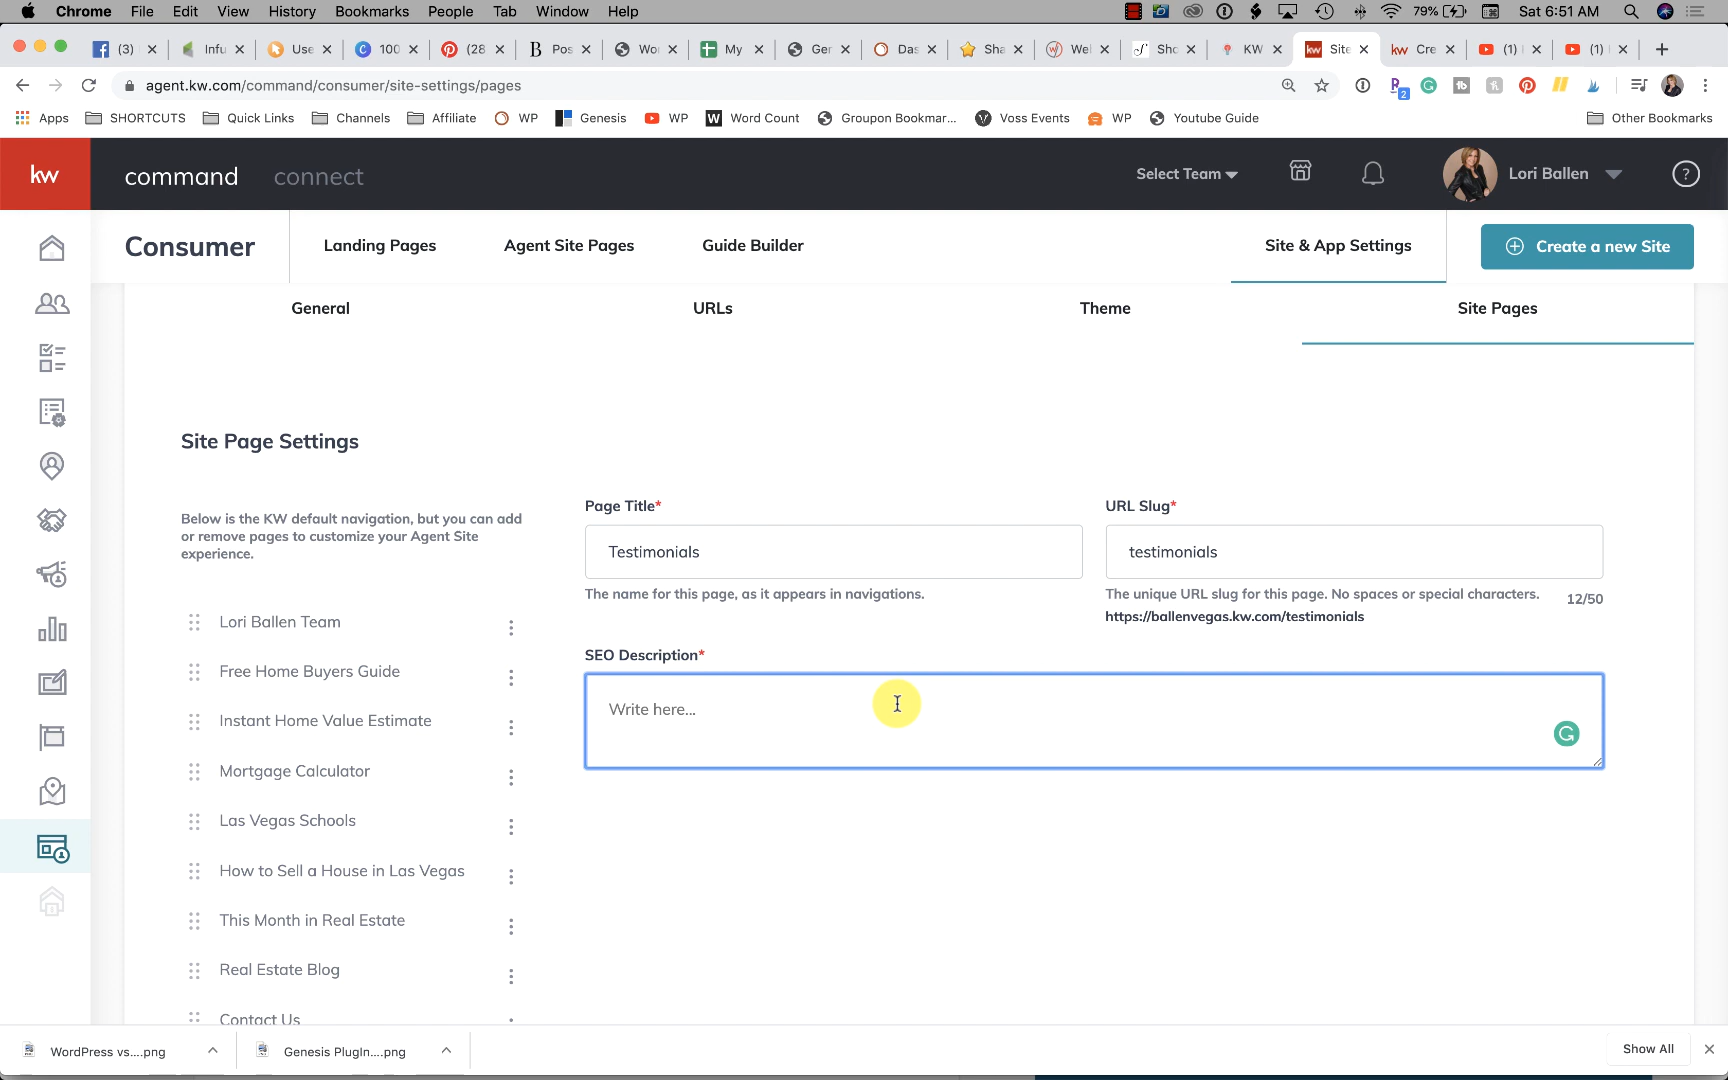 Chrome File Edit View History Bookmarks People Tab Window Help 79% Sat 6:51 AM
(3) Infu Use 100 (28 Pos Wo My Ger Das Sha Wel Sho KW Site Cre (1) (1)
agent.kw.com/command/consumer/site-settings/pages
Apps SHORTCUTS Quick Links Channels Affiliate WP Genesis WP Word Count Groupon Bookmar... Voss Events WP Youtube Guide Other Bookmarks
kw command connect Select Team Lori Ballen
Consumer Landing Pages Agent Site Pages Guide Builder Site & App Settings Create a new Site
General URLs Theme Site Pages
Site Page Settings
Below is the KW default navigation, but you can add
or remove pages to customize your Agent Site
experience.
Lori Ballen Team
Free Home Buyers Guide
Instant Home Value Estimate
Mortgage Calculator
Las Vegas Schools
How to Sell a House in Las Vegas
This Month in Real Estate
Real Estate Blog
Contact Us
Page Title*
Testimonials
The name for this page, as it appears in navigations.
URL Slug*
testimonials
The unique URL slug for this page. No spaces or special characters. 12/50
https://ballenvegas.kw.com/testimonials
SEO Description*
Write here...
WordPress vs....png Genesis PlugIn....png Show All